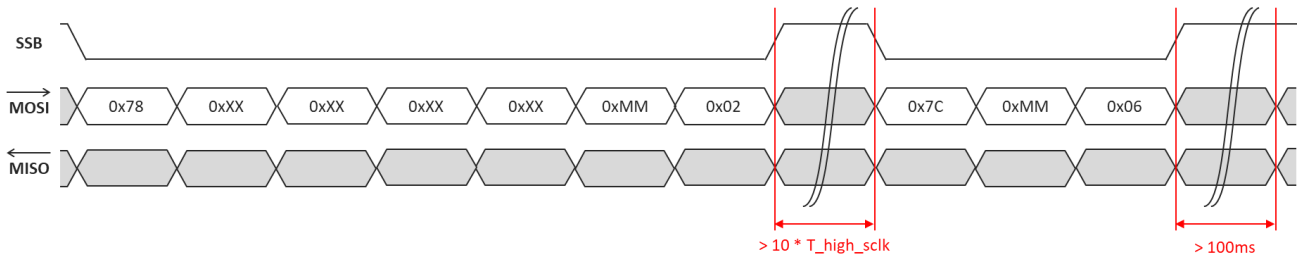 SSB
MOSI 0x78 0xXX 0xXX 0xXX 0xXX 0xMM 0x02 0x7C 0xMM 0x06
MISO
> 10 * T_high_sclk
> 100ms